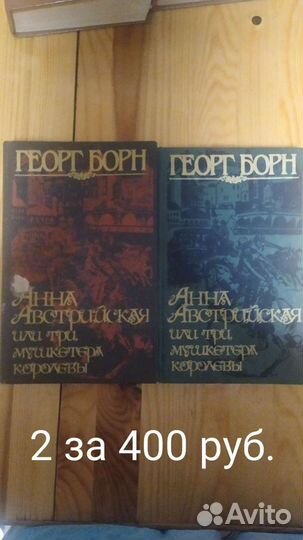 ГЕОРГ БОРН
АННА
АВСТРИЙСКАЯ
ИЛИ ТРИ
МУШКЕТЕРА
КОРОЛЕВЫ
ГЕОРГ БОРН
АННА
АВСТРИЙСКАЯ
ИЛИ ТРИ
МУШКЕТЕРА
КОРОЛЕВЫ
2 за 400 руб.
Avito